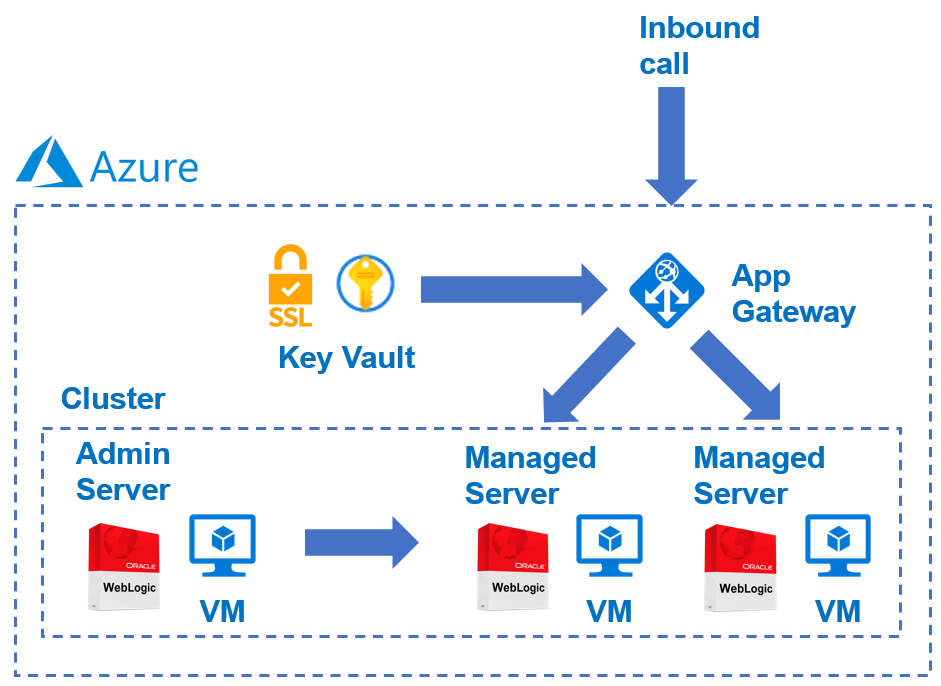 Inbound
call
Azure
SSL
Key Vault
App
Gateway
Cluster
Admin
Server
Managed
Server
Managed
Server
ORACLE
WebLogic
VM
ORACLE
WebLogic
VM
ORACLE
WebLogic
VM